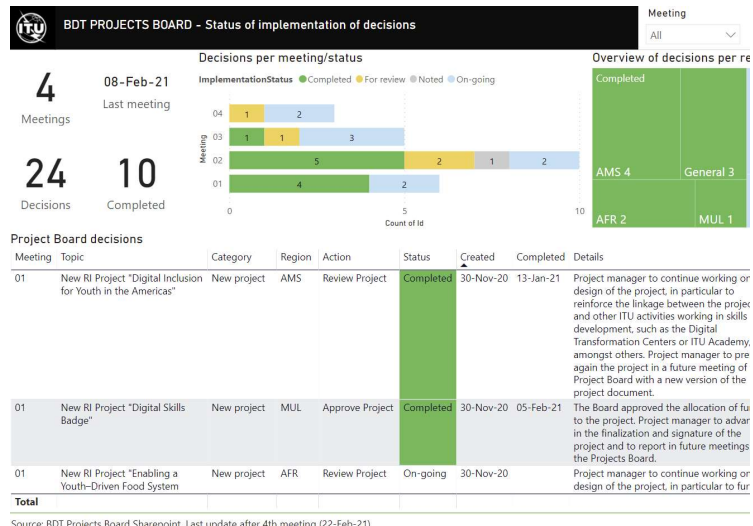 ITU
BDT PROJECTS BOARD - Status of implementation of decisions
Meeting
All
4
Meetings
08-Feb-21
Last meeting
24
Decisions
10
Completed
Decisions per meeting/status
ImplementationStatus Completed For review Noted On-going
Meeting
04 1 2
03 1 1 3
02 5 2 1 2
01 4 2
0 5 10
Count of Id
Overview of decisions per re
Completed
AMS 4 General 3
AFR 2 MUL 1
Project Board decisions
Meeting Topic Category Region Action Status Created Completed Details
01 New RI Project "Digital Inclusion New project AMS Review Project Completed 30-Nov-20 13-Jan-21 Project manager to continue working on
for Youth in the Americas" design of the project, in particular to
reinforce the linkage between the projec
and other ITU activities working in skills
development, such as the Digital
Transformation Centers or ITU Academy,
amongst others. Project manager to pre
again the project in a future meeting of
Project Board with a new version of the
project document.
01 New RI Project "Digital Skills New project MUL Approve Project Completed 30-Nov-20 05-Feb-21 The Board approved the allocation of fu
Badge" to the project. Project manager to advan
in the finalization and signature of the
project and to report in future meetings
the Projects Board.
01 New RI Project "Enabling a New project AFR Review Project On-going 30-Nov-20 Project manager to continue working on
Youth–Driven Food System design of the project, in particular to fur
Total
Source: BDT Projects Board Sharepoint. Last update after 4th meeting (22-Feb-21)